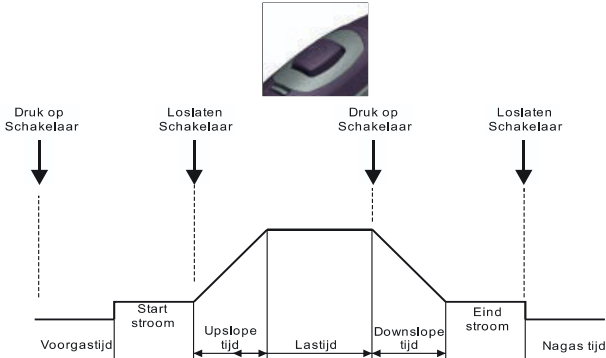 Druk op
Schakelaar
Loslaten
Schakelaar
Druk op
Schakelaar
Loslaten
Schakelaar
Voorgastijd
Start
stroom
Upslope
tijd
Lastijd
Downslope
tijd
Eind
stroom
Nagas tijd